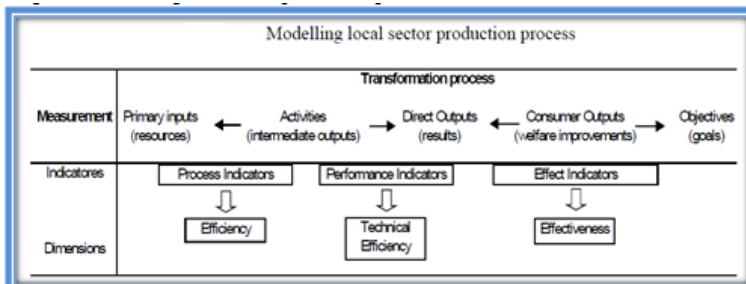 Modelling local sector production process
Transformation process
Measurement Primary inputs Activities Direct Outputs Consumer Outputs Objectives
(resources) (intermediate outputs) (results) (welfare improvements) (goals)
Indicatores Process Indicators Performance Indicators Effect Indicators
Efficiency Technical Effectiveness
Efficiency
Dimensions